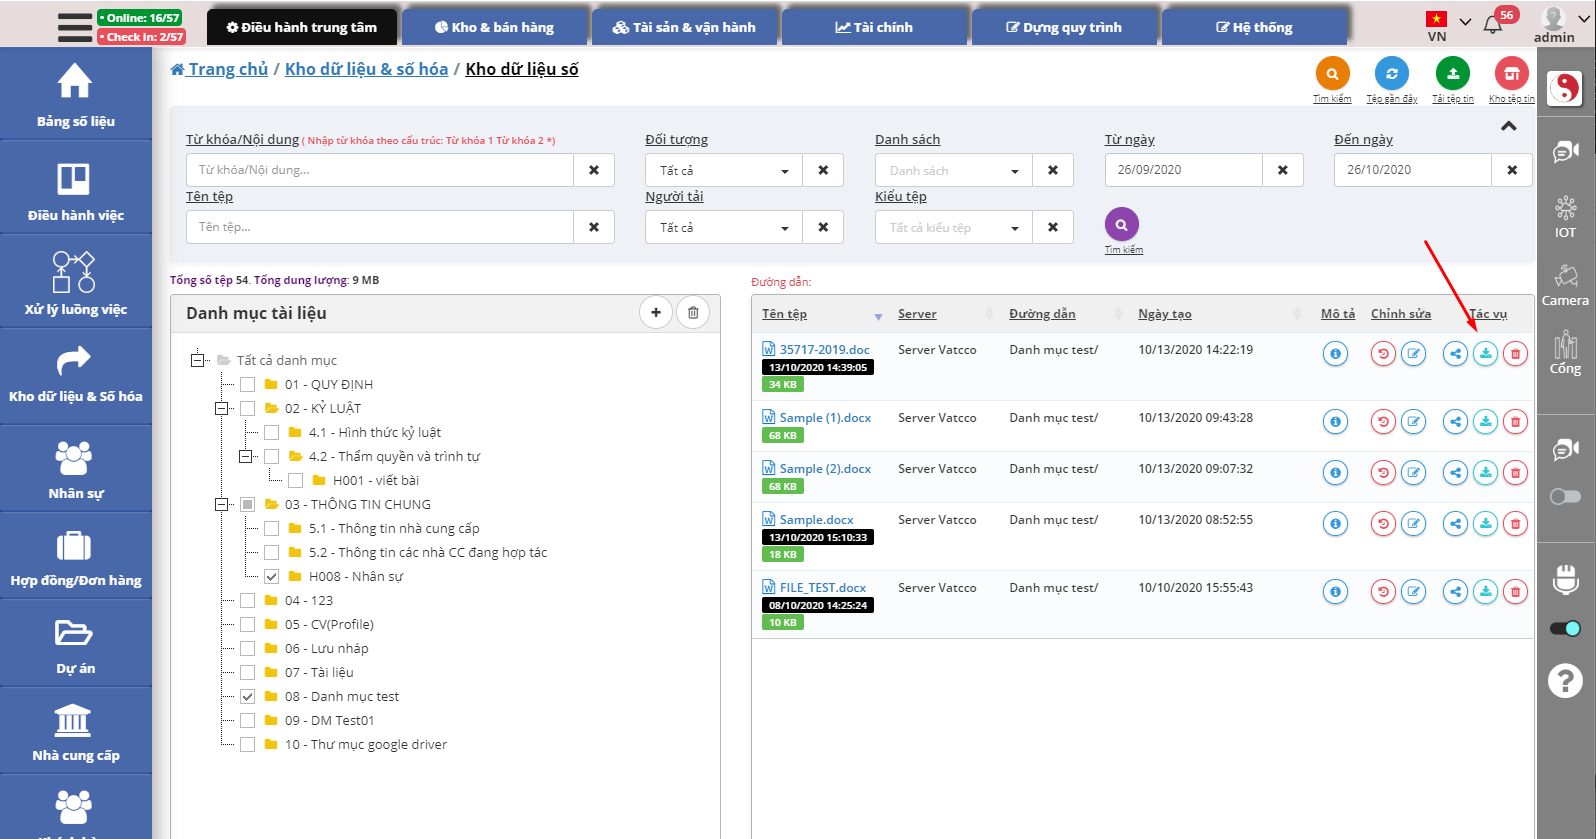 • Online: 16/57
• Check in: 2/57
Điều hành trung tâm
Kho & bán hàng
Tài sản & vận hành
Tài chính
Dựng quy trình
Hệ thống
VN
56
admin
Bảng số liệu
Điều hành việc
Xử lý luồng việc
Kho dữ liệu & Số hóa
Nhân sự
Hợp đồng/Đơn hàng
Dự án
Nhà cung cấp
Trang chủ / Kho dữ liệu & số hóa / Kho dữ liệu số
Tìm kiếm
Tệp gần đây
Tải tệp tin
Kho tệp tin
Từ khóa/Nội dung ( Nhập từ khóa theo cấu trúc: Từ khóa 1 Từ khóa 2 *)
Từ khóa/Nội dung...
Đối tượng
Tất cả
Danh sách
Danh sách
Từ ngày
26/09/2020
Đến ngày
26/10/2020
Tên tệp
Tên tệp...
Người tải
Tất cả
Kiểu tệp
Tất cả kiểu tệp
Tìm kiếm
Tổng số tệp 54. Tổng dung lượng: 9 MB
Danh mục tài liệu
Tất cả danh mục
01 - QUY ĐỊNH
02 - KỶ LUẬT
4.1 - Hình thức kỷ luật
4.2 - Thẩm quyền và trình tự
H001 - viết bài
03 - THÔNG TIN CHUNG
5.1 - Thông tin nhà cung cấp
5.2 - Thông tin các nhà CC đang hợp tác
H008 - Nhân sự
04 - 123
05 - CV(Profile)
06 - Lưu nháp
07 - Tài liệu
08 - Danh mục test
09 - DM Test01
10 - Thư mục google driver
Đường dẫn:
Tên tệp Server Đường dẫn Ngày tạo Mô tả Chỉnh sửa Tác vụ
35717-2019.doc Server Vatcco Danh mục test/ 10/13/2020 14:22:19
13/10/2020 14:39:05
34 KB
Sample (1).docx Server Vatcco Danh mục test/ 10/13/2020 09:43:28
68 KB
Sample (2).docx Server Vatcco Danh mục test/ 10/13/2020 09:07:32
68 KB
Sample.docx Server Vatcco Danh mục test/ 10/13/2020 08:52:55
13/10/2020 15:10:33
18 KB
FILE_TEST.docx Server Vatcco Danh mục test/ 10/10/2020 15:55:43
08/10/2020 14:25:24
10 KB
IOT
Camera
Cổng